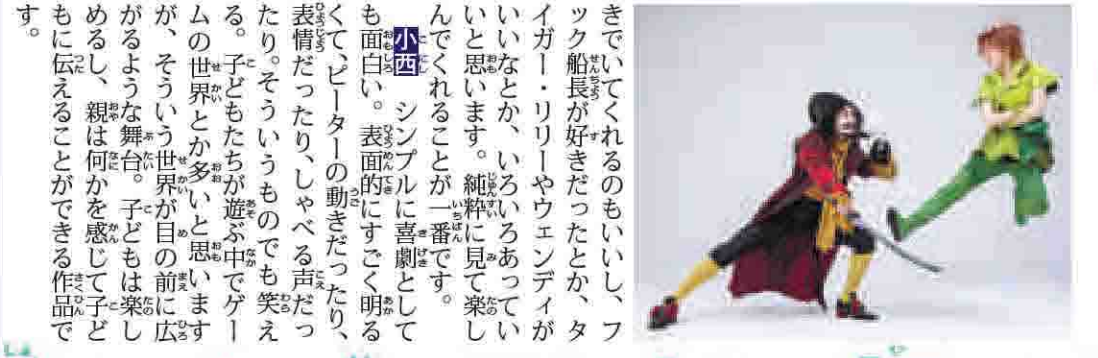 きでいてくれるのもいいし、フ
ック船長が好きだったとか、タ
イガー・リリーやウェンディが
いいなとか、いろいろあってい
いと思います。純粋に見て楽し
んでくれることが一番です。
小西　シンプルに喜劇として
も面白い。表面的にすごく明る
くて、ピーターの動きだったり、
表情だったり、しゃべる声だっ
たり。そういうものでも笑え
る。子どもたちが遊ぶ中でゲー
ムの世界とか多いと思います
が、そういう世界が目の前に広
がるような舞台。子どもは楽し
めるし、親は何かを感じて子ど
もに伝えることができる作品で
す。